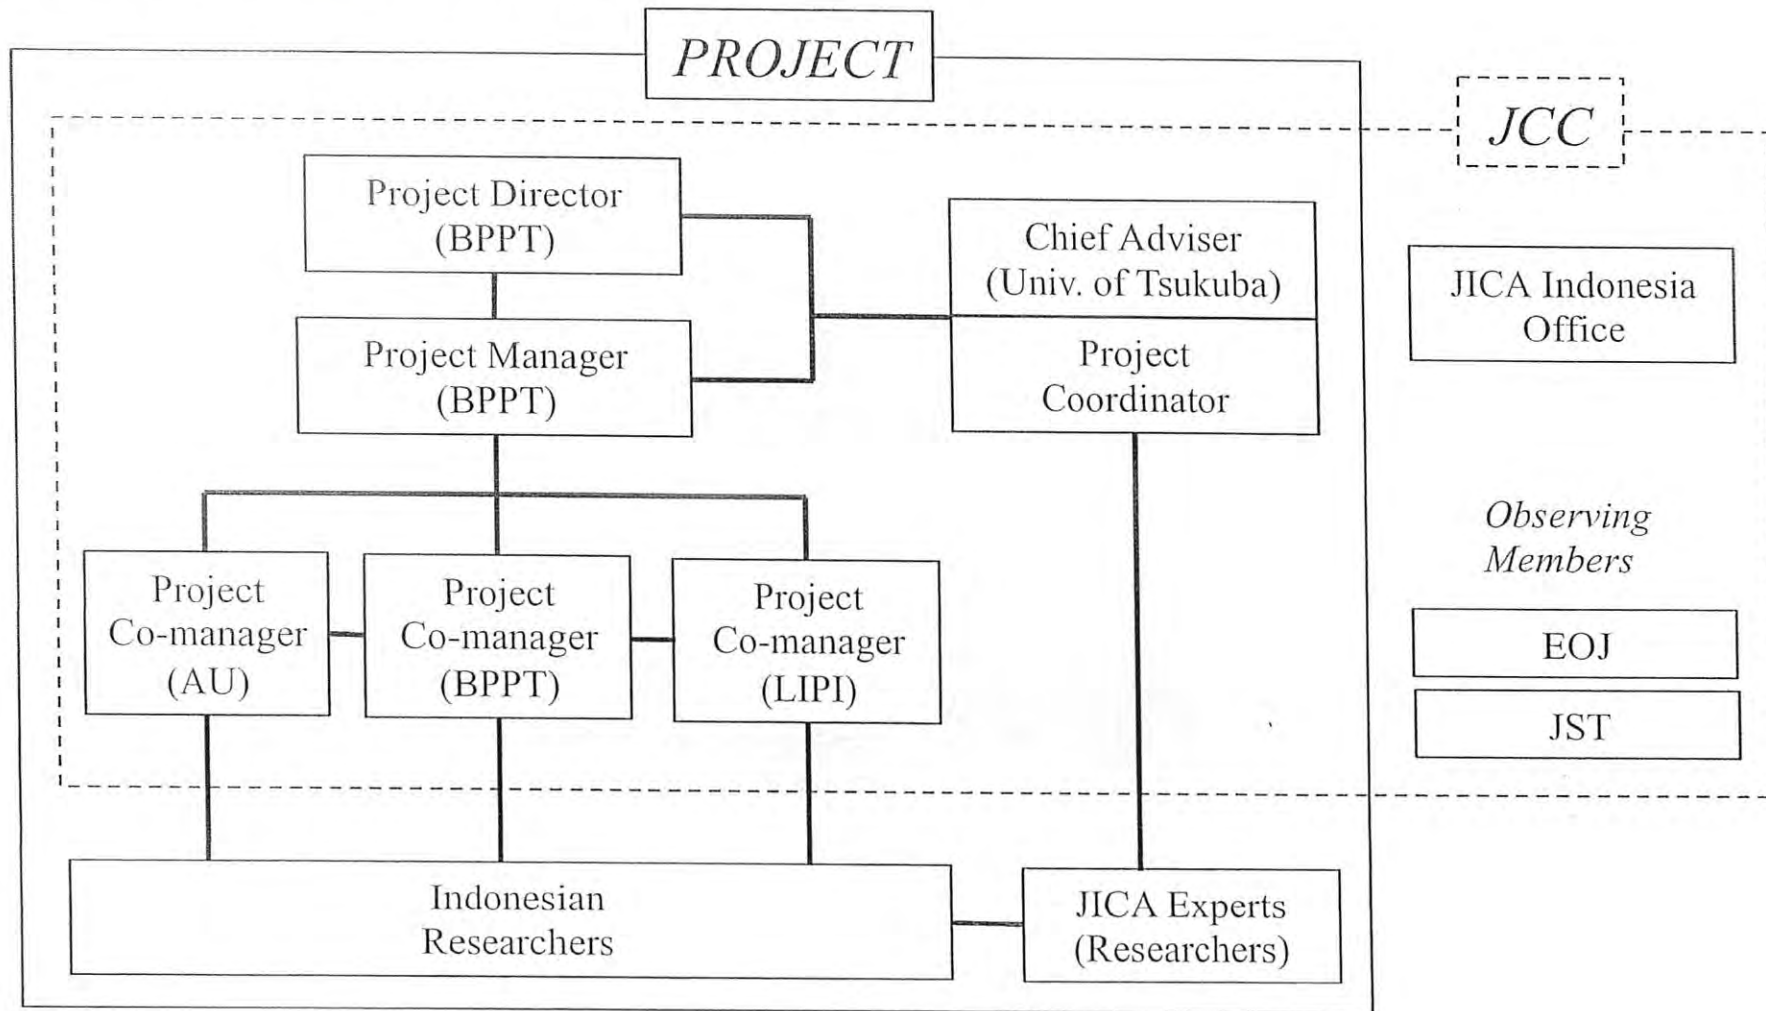 PROJECT
JCC
Project Director
(BPPT)
Chief Adviser
(Univ. of Tsukuba)
JICA Indonesia
Office
Project Manager
(BPPT)
Project
Coordinator
Observing
Members
Project
Co-manager
(AU)
Project
Co-manager
(BPPT)
Project
Co-manager
(LIPI)
EOJ
JST
Indonesian
Researchers
JICA Experts
(Researchers)